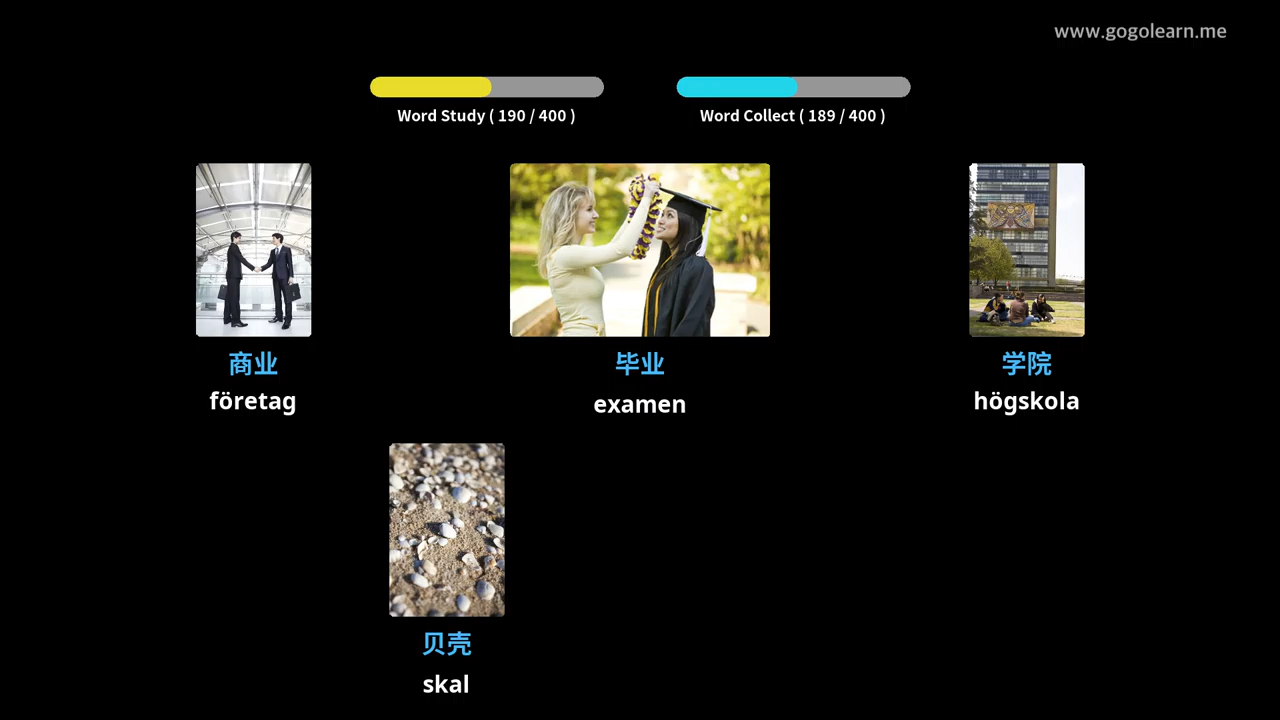 www.gogolearn.me
Word Study ( 190 / 400 )
Word Collect ( 189 / 400 )
商业
företag
毕业
examen
学院
högskola
贝壳
skal